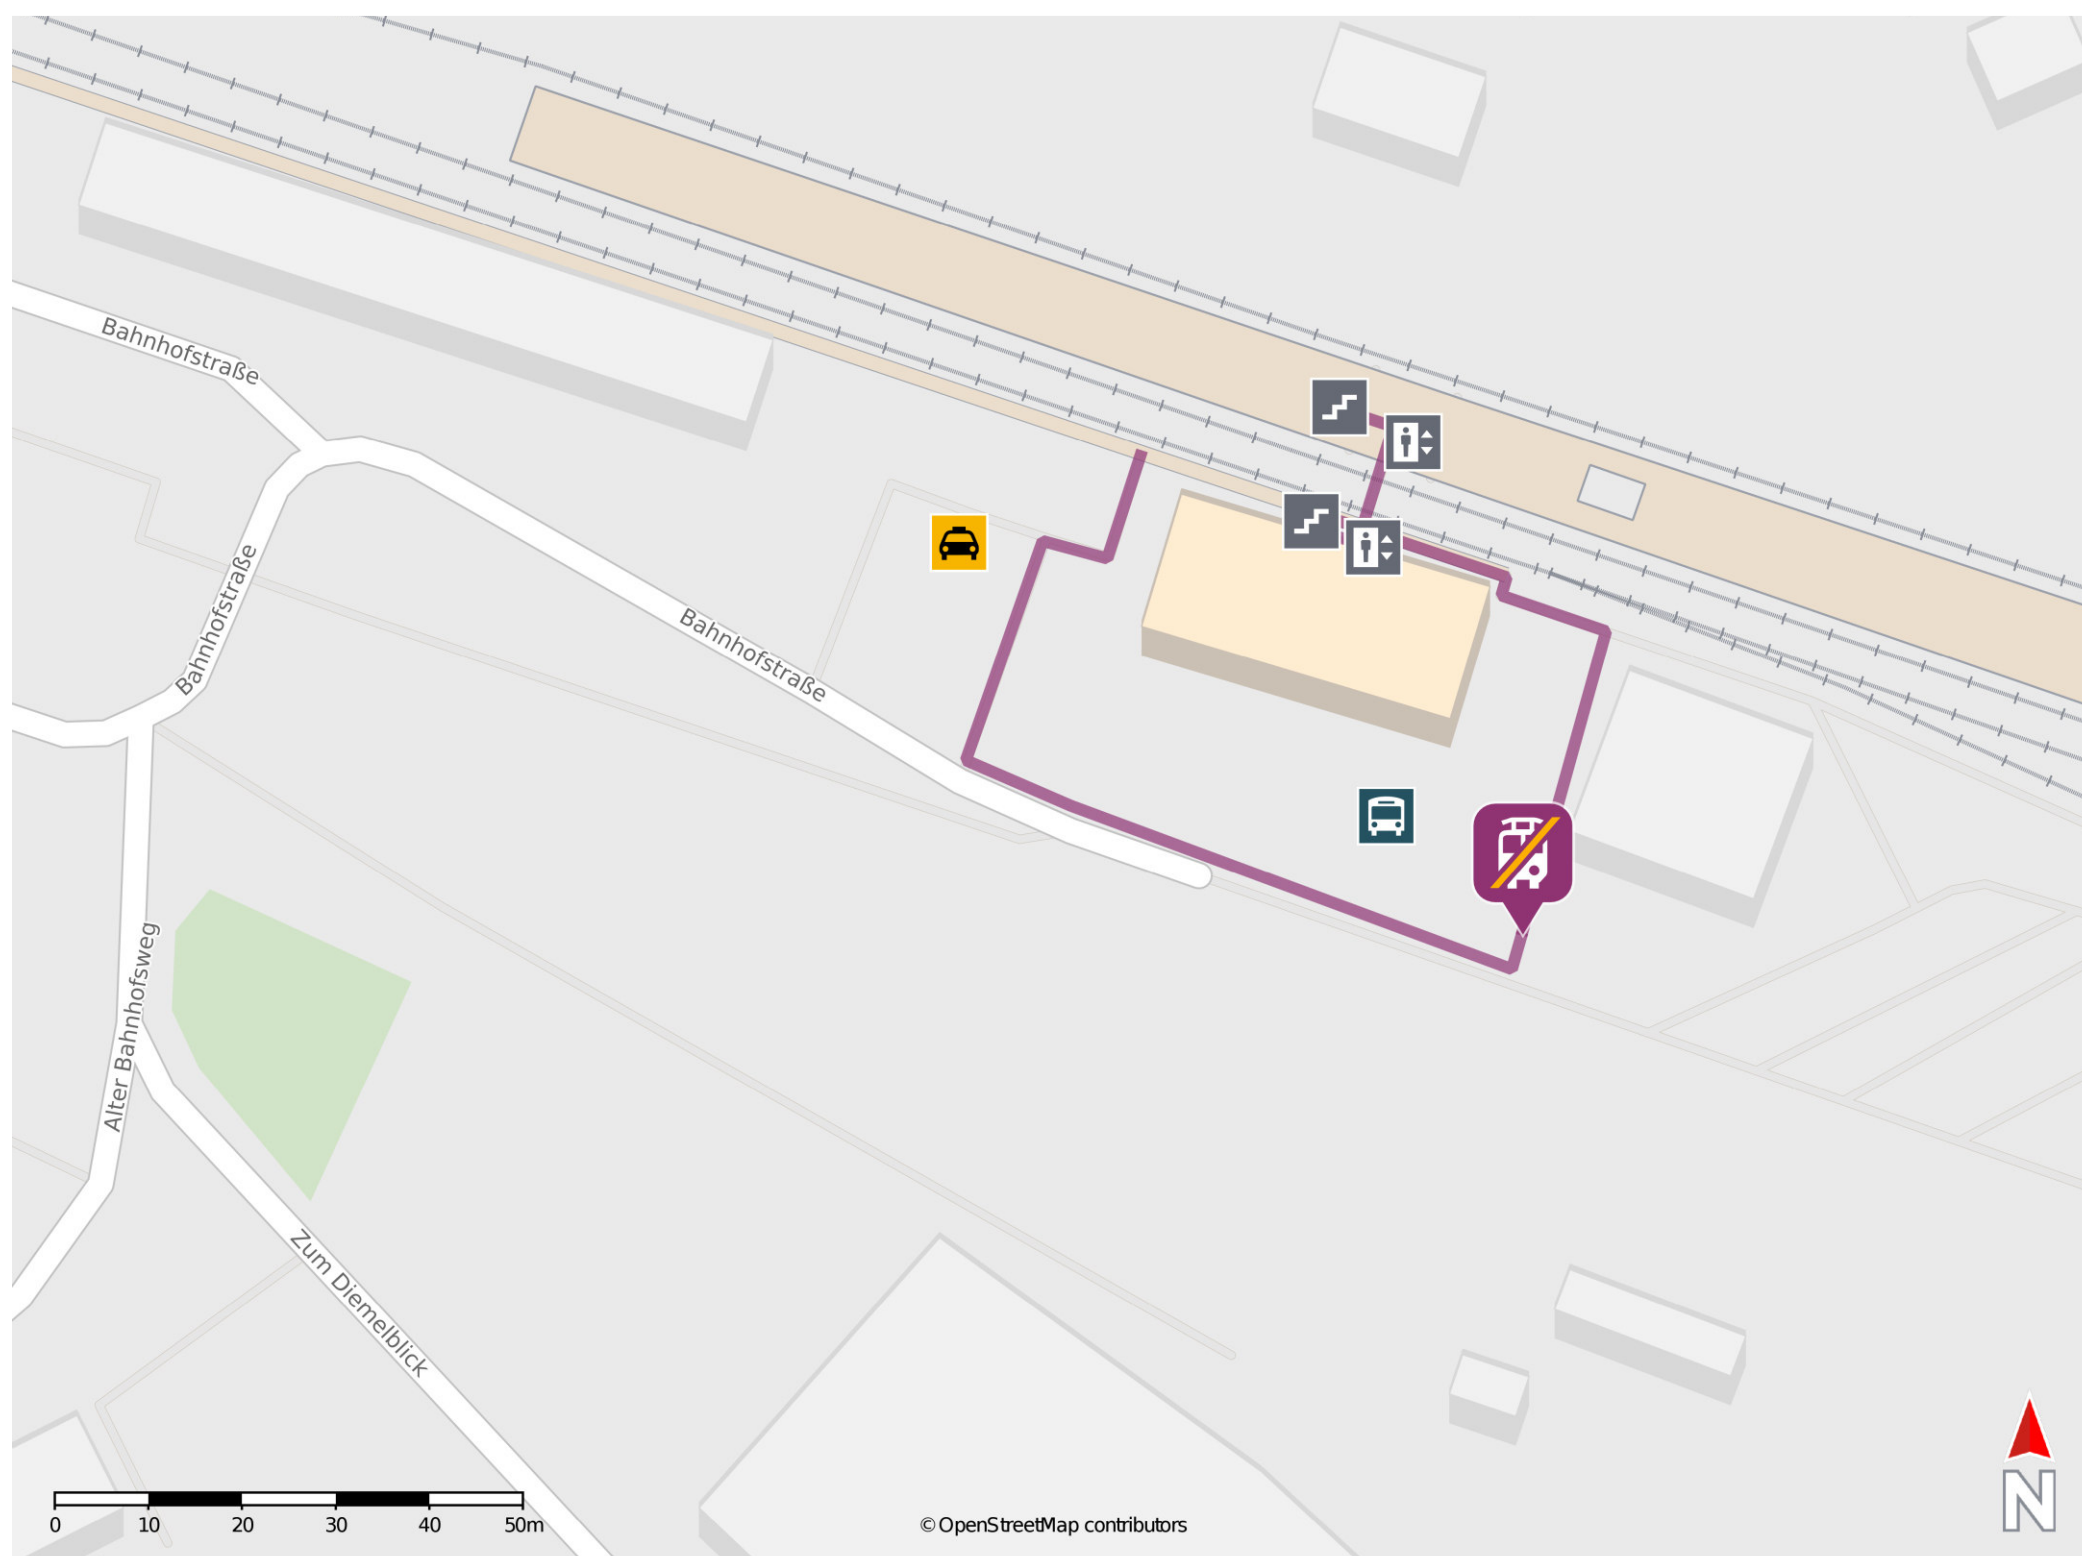 Bahnhofstraße
Bahnhofstraße
Bahnhofstraße
Alter Bahnhofsweg
Zum Diemelblick
0 10 20 30 40 50m
© OpenStreetMap contributors
N